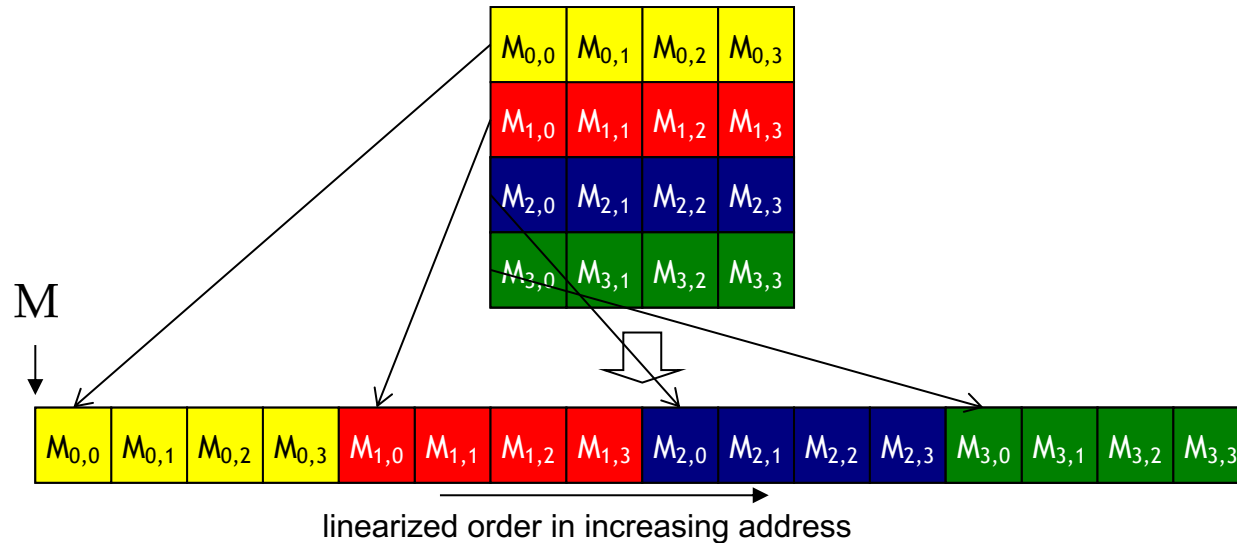 M0,0 M0,1 M0,2 M0,3
M1,0 M1,1 M1,2 M1,3
M2,0 M2,1 M2,2 M2,3
M3,0 M3,1 M3,2 M3,3
M
M0,0 M0,1 M0,2 M0,3 M1,0 M1,1 M1,2 M1,3 M2,0 M2,1 M2,2 M2,3 M3,0 M3,1 M3,2 M3,3
linearized order in increasing address